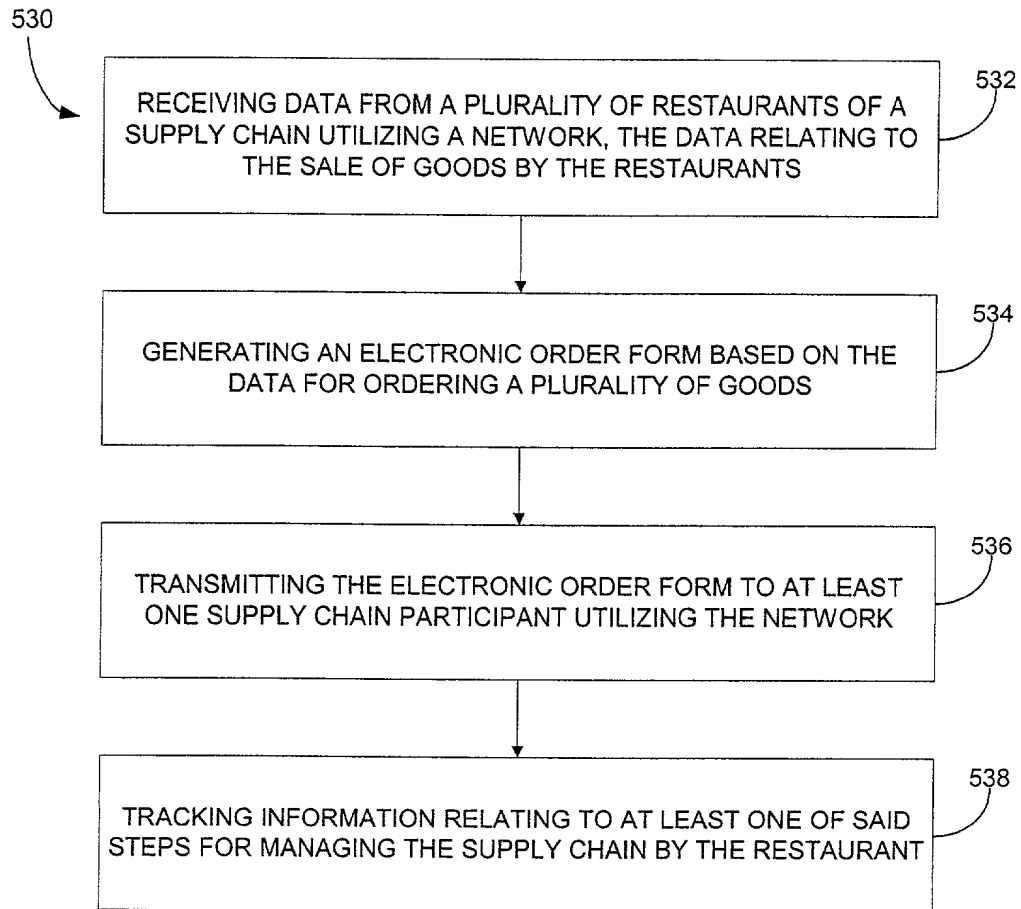 530
532
RECEIVING DATA FROM A PLURALITY OF RESTAURANTS OF A
SUPPLY CHAIN UTILIZING A NETWORK, THE DATA RELATING TO
THE SALE OF GOODS BY THE RESTAURANTS
534
GENERATING AN ELECTRONIC ORDER FORM BASED ON THE
DATA FOR ORDERING A PLURALITY OF GOODS
536
TRANSMITTING THE ELECTRONIC ORDER FORM TO AT LEAST
ONE SUPPLY CHAIN PARTICIPANT UTILIZING THE NETWORK
538
TRACKING INFORMATION RELATING TO AT LEAST ONE OF SAID
STEPS FOR MANAGING THE SUPPLY CHAIN BY THE RESTAURANT